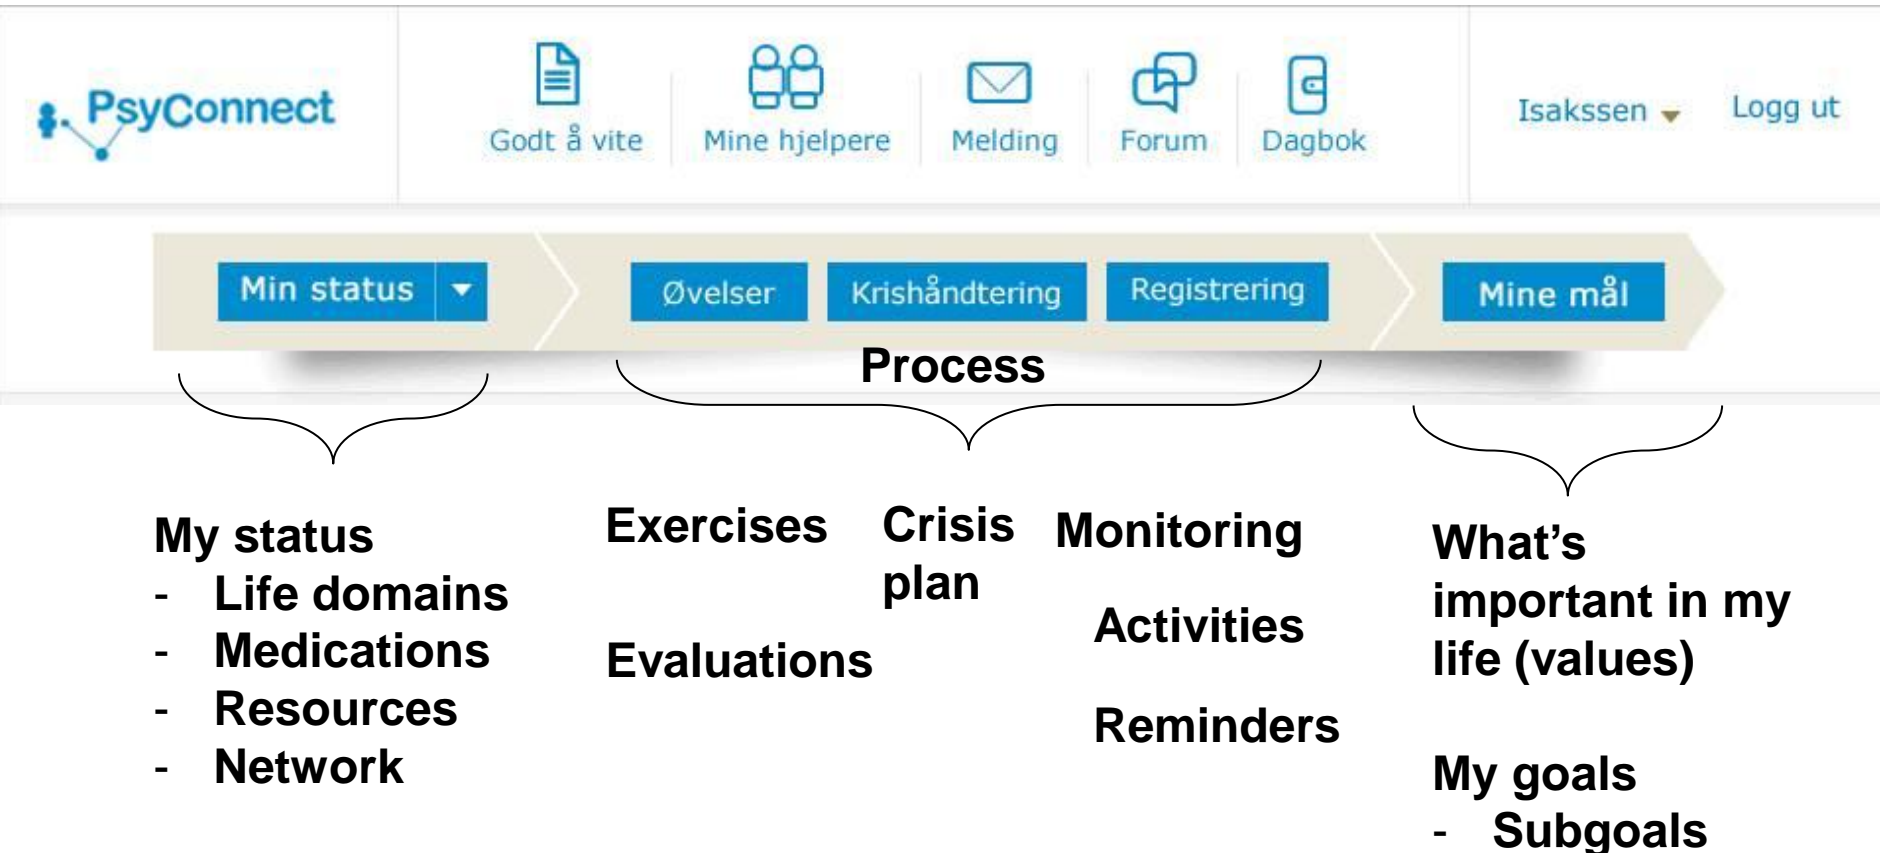 PsyConnect
Godt å vite
Mine hjelpere
Melding
Forum
Dagbok
Isakssen
Logg ut
Min status
Øvelser
Krishåndtering
Registrering
Mine mål
Process
My status
- Life domains
- Medications
- Resources
- Network
Exercises
Evaluations
Crisis
plan
Monitoring
Activities
Reminders
What’s
important in my
life (values)
My goals
- Subgoals